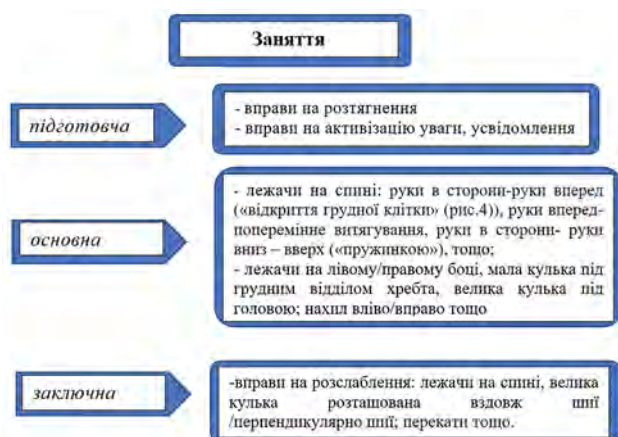 Заняття
підготовча
- вправи на розтягнення
- вправи на активізацію уваги, усвідомлення
основна
- лежачи на спині: руки в сторони-руки вперед
(«відкриття грудної клітки» (рис.4)), руки вперед-
поперемінне витягування, руки в сторони- руки
вниз – вверх («пружинкою»), тощо;
- лежачи на лівому/правому боці, мала кулька під
грудним відділом хребта, велика кулька під
головою; нахил вліво/вправо тощо
заключна
-вправи на розслаблення: лежачи на спині, велика
кулька розташована вздовж шиї
/перпендикулярно шиї; перекати тощо.